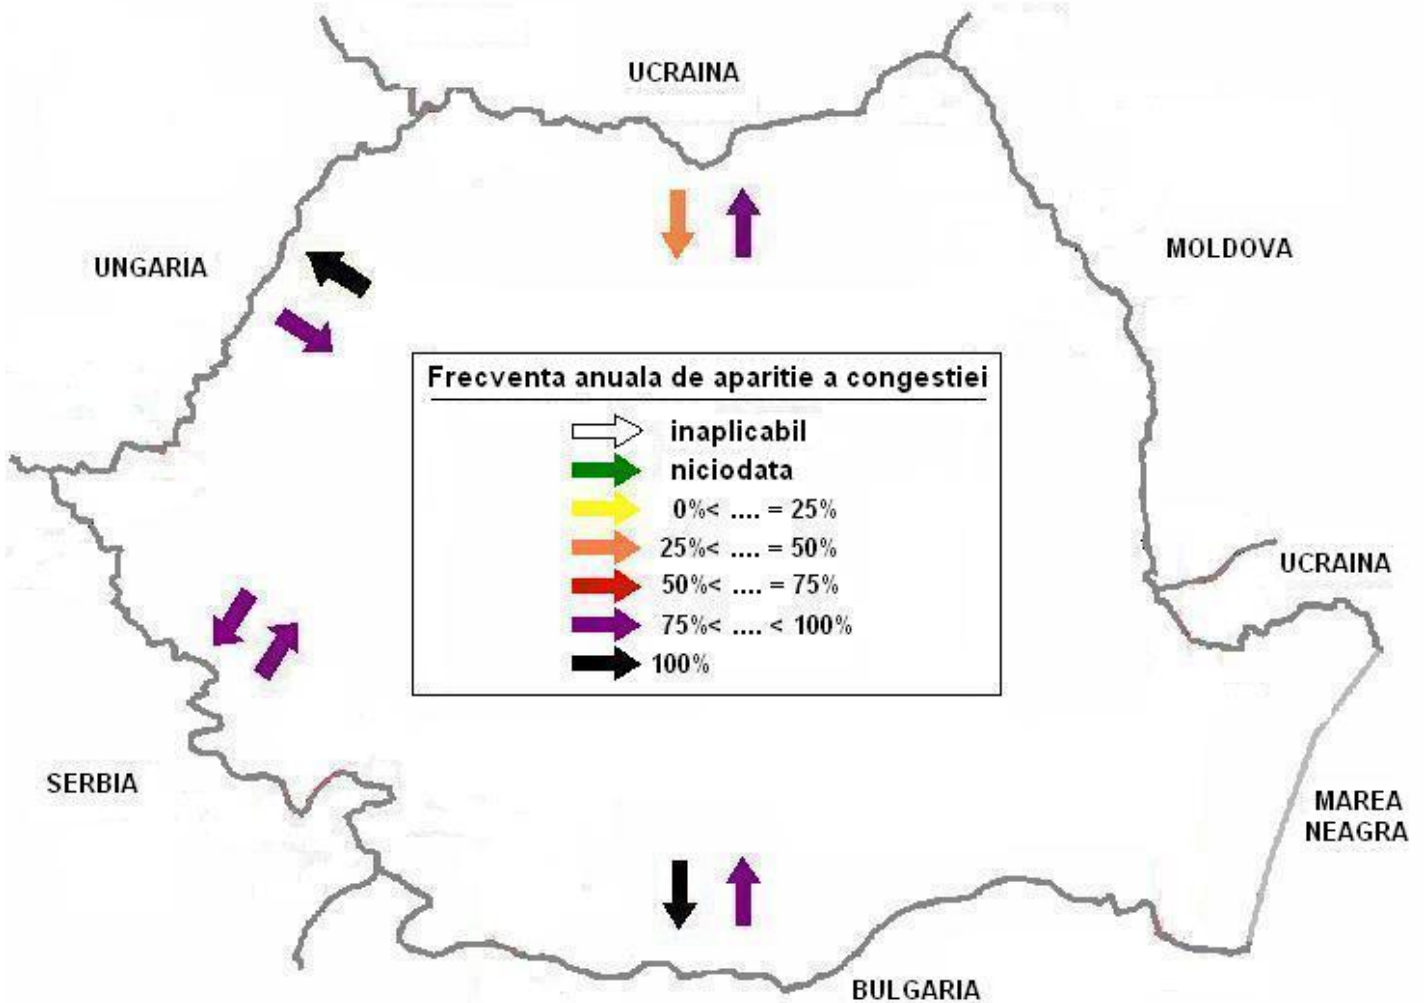 UCRAINA
UNGARIA
MOLDOVA
Frecventa anuala de aparitie a congestiei
inaplicabil
niciodata
0%< .... = 25%
25%< .... = 50%
50%< .... = 75%
75%< .... < 100%
100%
UCRAINA
SERBIA
MAREA
NEAGRA
BULGARIA